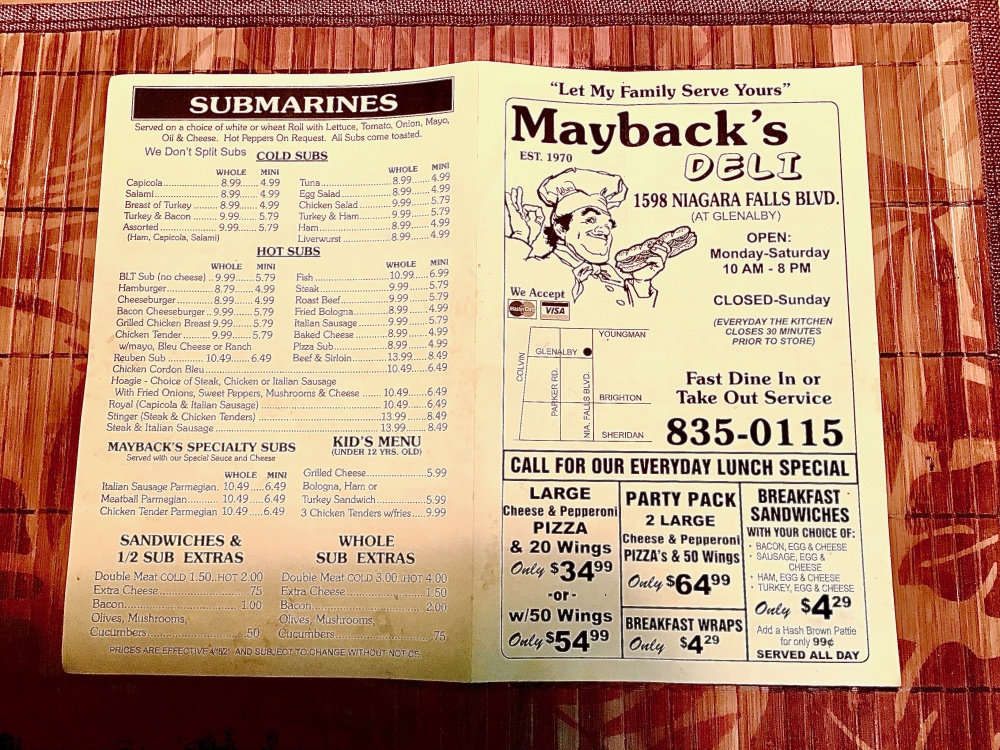 SUBMARINES
Served on a choice of white or wheat Roll with Lettuce, Tomato, Onion, Mayo,
Oil & Cheese. Hot Peppers On Request. All Subs come toasted.
We Don't Split Subs
COLD SUBS
WHOLE MINI
Capicola 8.99 4.99
Salami 8.99 4.99
Breast of Turkey 8.99 4.99
Turkey & Bacon 9.99 5.79
Assorted 9.99 5.79
(Ham, Capicola, Salami)
WHOLE MINI
Tuna 8.99 4.99
Egg Salad 8.99 4.99
Chicken Salad 9.99 5.79
Turkey & Ham 9.99 5.79
Ham 8.99 4.99
Liverwurst 8.99 4.99
HOT SUBS
WHOLE MINI
BLT Sub (no cheese) 9.99 5.79
Hamburger 8.79 4.99
Cheeseburger 8.99 4.99
Bacon Cheeseburger 9.99 5.79
Grilled Chicken Breast 9.99 5.79
Chicken Tender 9.99 5.79
w/mayo, Bleu Cheese or Ranch
Reuben Sub 10.49 6.49
WHOLE MINI
Fish 10.99 6.99
Steak 9.99 5.79
Roast Beef 9.99 5.79
Fried Bologna 8.99 4.99
Italian Sausage 9.99 5.79
Baked Cheese 8.99 4.99
Pizza Sub 8.99 4.99
Beef & Sirloin 13.99 8.49
Chicken Cordon Bleu 10.49 6.49
Hoagie - Choice of Steak, Chicken or Italian Sausage
With Fried Onions, Sweet Peppers, Mushrooms & Cheese 10.49 6.49
Royal (Capicola & Italian Sausage) 10.49 6.49
Stinger (Steak & Chicken Tenders) 13.99 8.49
Steak & Italian Sausage 13.99 8.49
MAYBACK'S SPECIALTY SUBS
Served with our Special Sauce and Cheese
WHOLE MINI
Italian Sausage Parmegian 10.49 6.49
Meatball Parmegian 10.49 6.49
Chicken Tender Parmegian 10.49 6.49
KID'S MENU
(UNDER 12 YRS. OLD)
Grilled Cheese 5.99
Bologna, Ham or
Turkey Sandwich 5.99
3 Chicken Tenders w/fries 9.99
SANDWICHES &
1/2 SUB EXTRAS
Double Meat COLD 1.50, HOT 2.00
Extra Cheese .75
Bacon 1.00
Olives, Mushrooms,
Cucumbers .50
WHOLE
SUB EXTRAS
Double Meat COLD 3.00, HOT 4.00
Extra Cheese 1.50
Bacon 2.00
Olives, Mushrooms,
Cucumbers .75
PRICES ARE EFFECTIVE AND SUBJECT TO CHANGE WITHOUT NOTICE
"Let My Family Serve Yours"
Mayback's
EST. 1970
DELI
1598 NIAGARA FALLS BLVD.
(AT GLENALBY)
OPEN:
Monday-Saturday
10 AM - 8 PM
CLOSED-Sunday
(EVERYDAY THE KITCHEN
CLOSES 30 MINUTES
PRIOR TO STORE)
We Accept
MasterCard
VISA
YOUNGMAN
GLENALBY
COLVIN
PARKER RD.
NIA. FALLS BLVD.
BRIGHTON
SHERIDAN
Fast Dine In or
Take Out Service
835-0115
CALL FOR OUR EVERYDAY LUNCH SPECIAL
LARGE
Cheese & Pepperoni
PIZZA
& 20 Wings
Only $34.99
-or-
w/50 Wings
Only $54.99
PARTY PACK
2 LARGE
Cheese & Pepperoni
PIZZA's & 50 Wings
Only $64.99
BREAKFAST WRAPS
Only $4.29
BREAKFAST
SANDWICHES
WITH YOUR CHOICE OF:
• BACON, EGG & CHEESE
• SAUSAGE, EGG &
CHEESE
• HAM, EGG & CHEESE
• TURKEY, EGG & CHEESE
Only $4.29
Add a Hash Brown Pattie
for only 99¢
SERVED ALL DAY